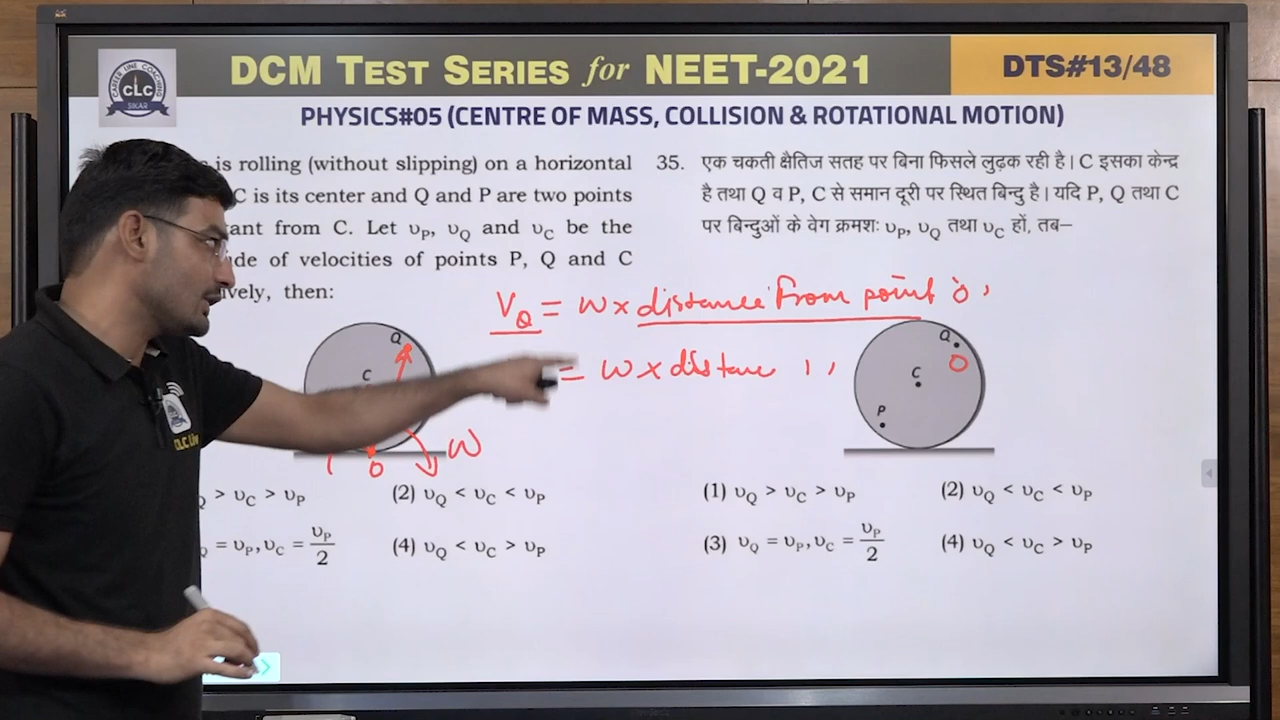 DCM TEST SERIES for NEET-2021
DTS#13/48
CAREER LINE COACHING
CLC
SIKAR
PHYSICS#05 (CENTRE OF MASS, COLLISION & ROTATIONAL MOTION)
is rolling (without slipping) on a horizontal
C is its center and Q and P are two points
from C. Let υP, υQ and υC be the
of velocities of points P, Q and C
then:
35. एक चकती क्षैतिज सतह पर बिना फिसले लुढ़क रही है। C इसका केन्द्र
है तथा Q व P, C से समान दूरी पर स्थित बिन्दु है। यदि P, Q तथा C
पर बिन्दुओं के वेग क्रमशः υP, υQ तथा υC हों, तब–
VQ = w x distance from point o,
= w x distance ,,
Q
C
o
w
Q
O
C
P
Q > υC > υP
(2) υQ < υC < υP
Q = υP, υC = υP/2
(4) υQ < υC > υP
(1) υQ > υC > υP
(2) υQ < υC < υP
(3) υQ = υP, υC = υP/2
(4) υQ < υC > υP